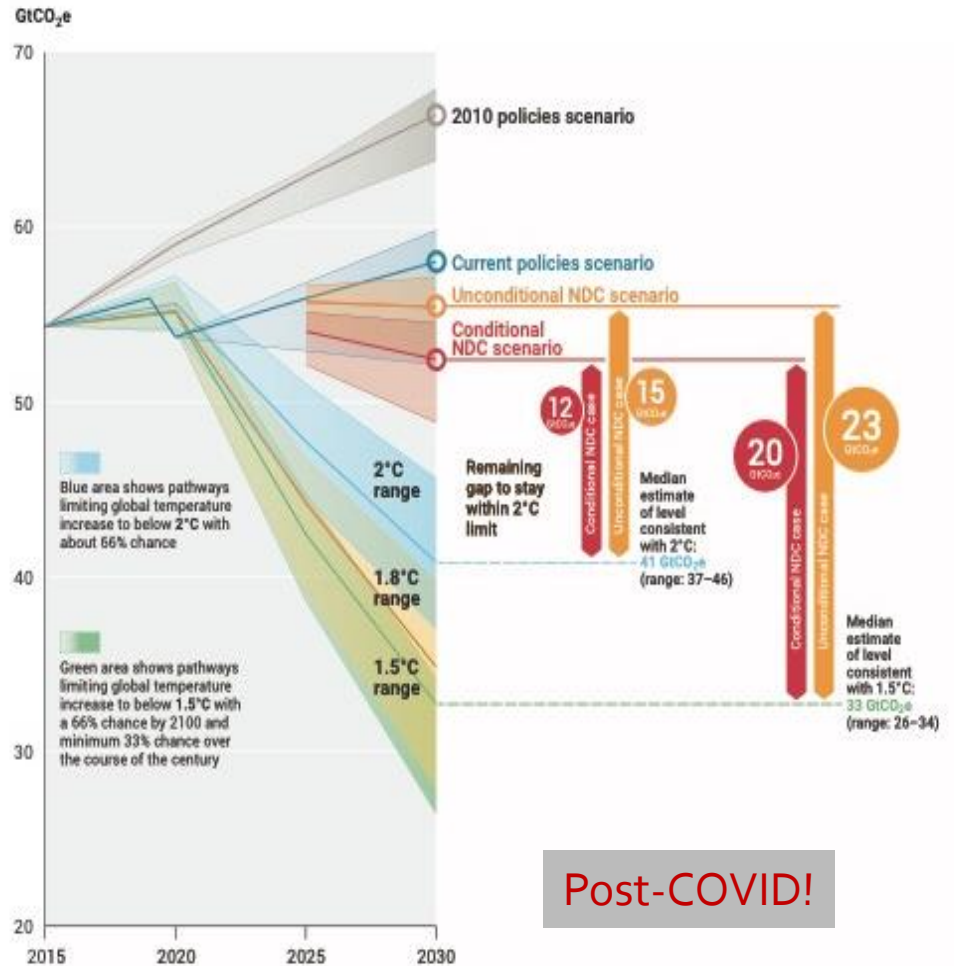 GtCO₂e
70
60
50
40
30
20
2015
2020
2025
2030
2010 policies scenario
Current policies scenario
Unconditional NDC scenario
Conditional
NDC scenario
2°C
range
1.8°C
range
1.5°C
range
Blue area shows pathways
limiting global temperature
increase to below 2°C with
about 66% chance
Green area shows pathways
limiting global temperature
increase to below 1.5°C with
a 66% chance by 2100 and
minimum 33% chance over
the course of the century
Remaining
gap to stay
within 2°C
limit
12
GtCO₂e
Conditional NDC case
Unconditional NDC case
15
GtCO₂e
Median
estimate
of level
consistent
with 2°C:
41 GtCO₂e
(range: 37–46)
20
GtCO₂e
Conditional NDC case
Unconditional NDC case
23
GtCO₂e
Median
estimate
of level
consistent
with 1.5°C:
33 GtCO₂e
(range: 26–34)
Post-COVID!